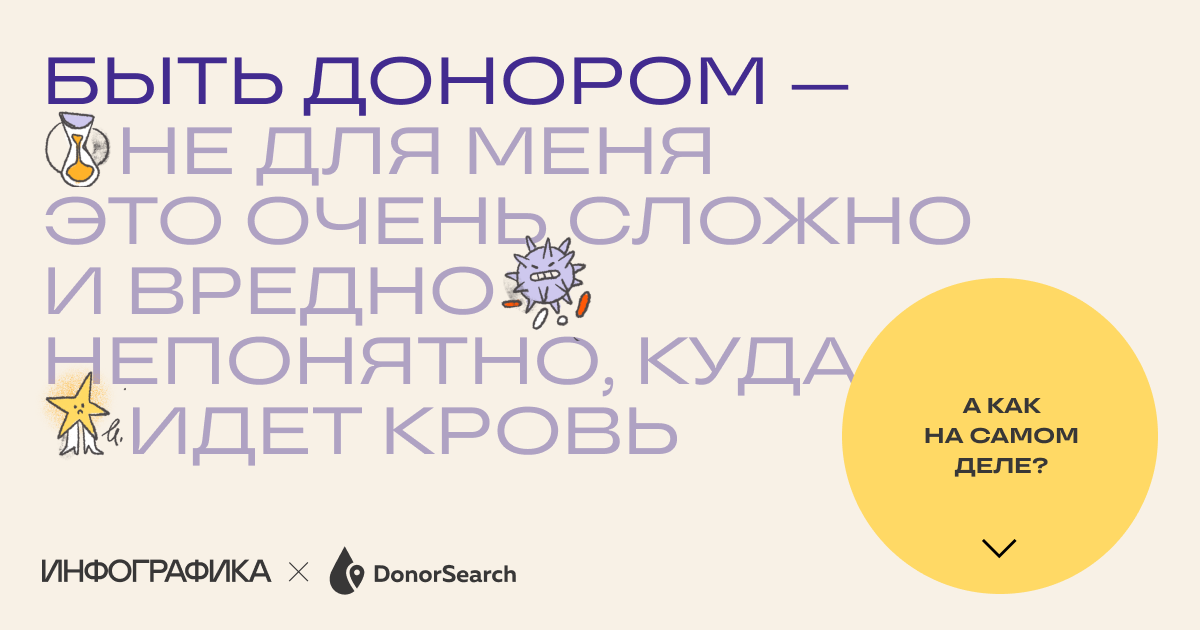 БЫТЬ ДОНОРОМ —
НЕ ДЛЯ МЕНЯ
ЭТО ОЧЕНЬ СЛОЖНО
И ВРЕДНО
НЕПОНЯТНО, КУДА
ИДЕТ КРОВЬ
А КАК
НА САМОМ
ДЕЛЕ?
ИНФОГРАФИКА × DonorSearch